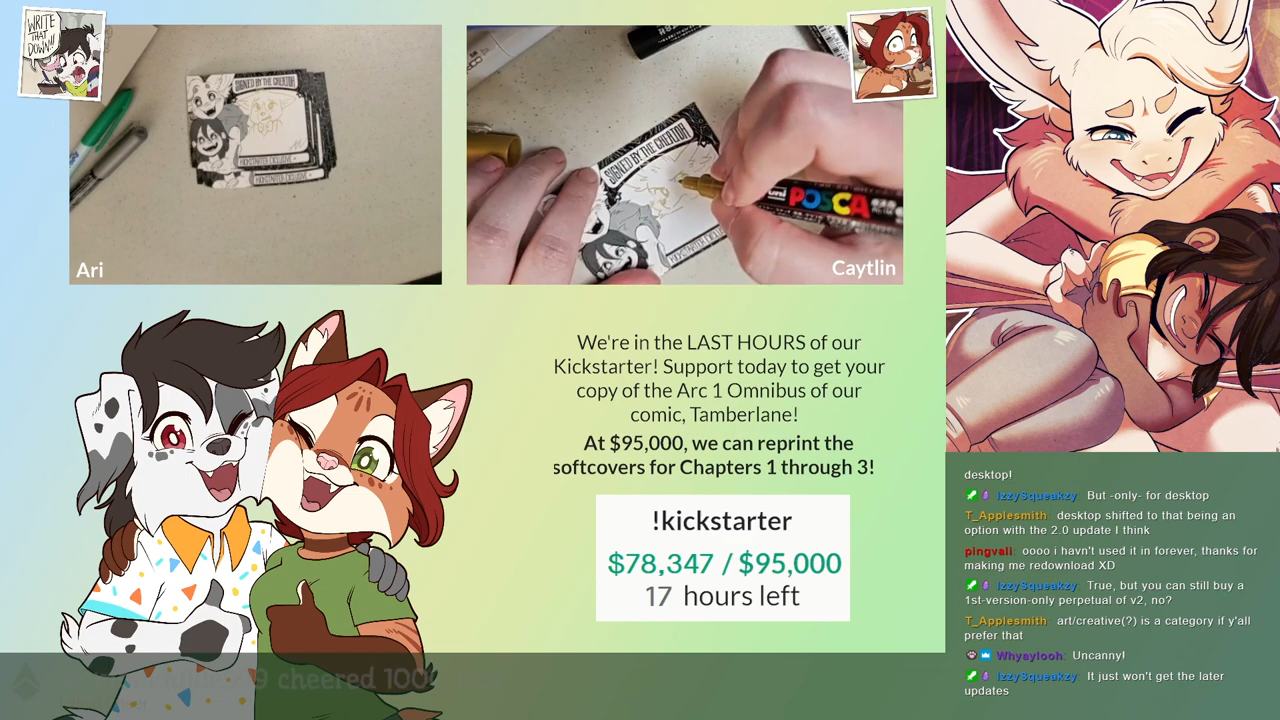 WRITE
THAT
DOWN!!
SIGNED BY THE CREATOR
KICKSTARTER EXCLUSIVE
KICKSTARTER EXCLUSIVE
Ari
SIGNED BY THE CREATOR
POSCA
Caytlin
We're in the LAST HOURS of our
Kickstarter! Support today to get your
copy of the Arc 1 Omnibus of our
comic, Tamberlane!
At $95,000, we can reprint the
softcovers for Chapters 1 through 3!
!kickstarter
$78,347 / $95,000
17 hours left
cheered 100
desktop!
IzzySqueakzy: But -only- for desktop
T_Applesmith: desktop shifted to that being an
option with the 2.0 update I think
pingvali: oooo i havn't used it in forever, thanks for
making me redownload XD
IzzySqueakzy: True, but you can still buy a
1st-version-only perpetual of v2, no?
T_Applesmith: art/creative(?) is a category if y'all
prefer that
Whyaylooh: Uncanny!
IzzySqueakzy: It just won't get the later
updates